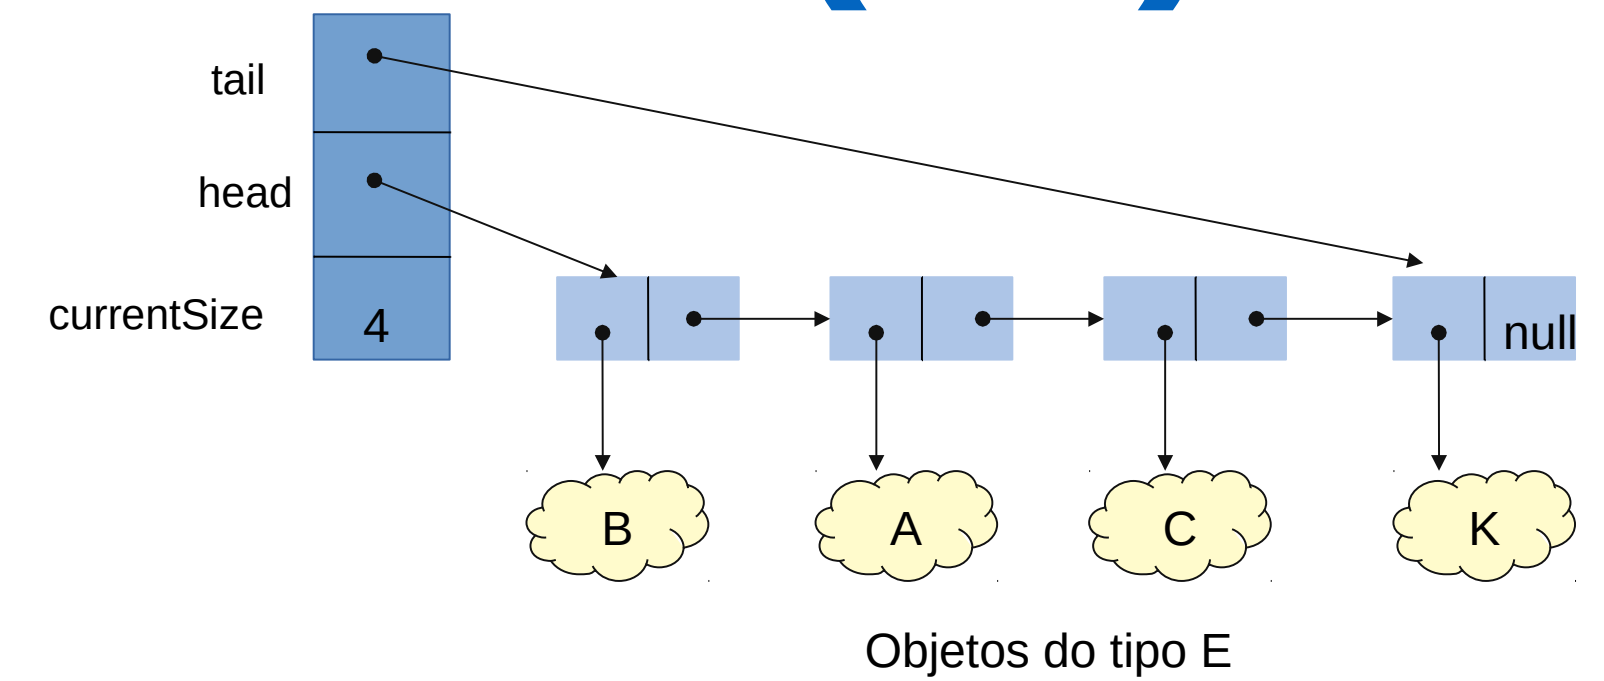 tail
head
currentSize
4
null
B
A
C
K
Objetos do tipo E